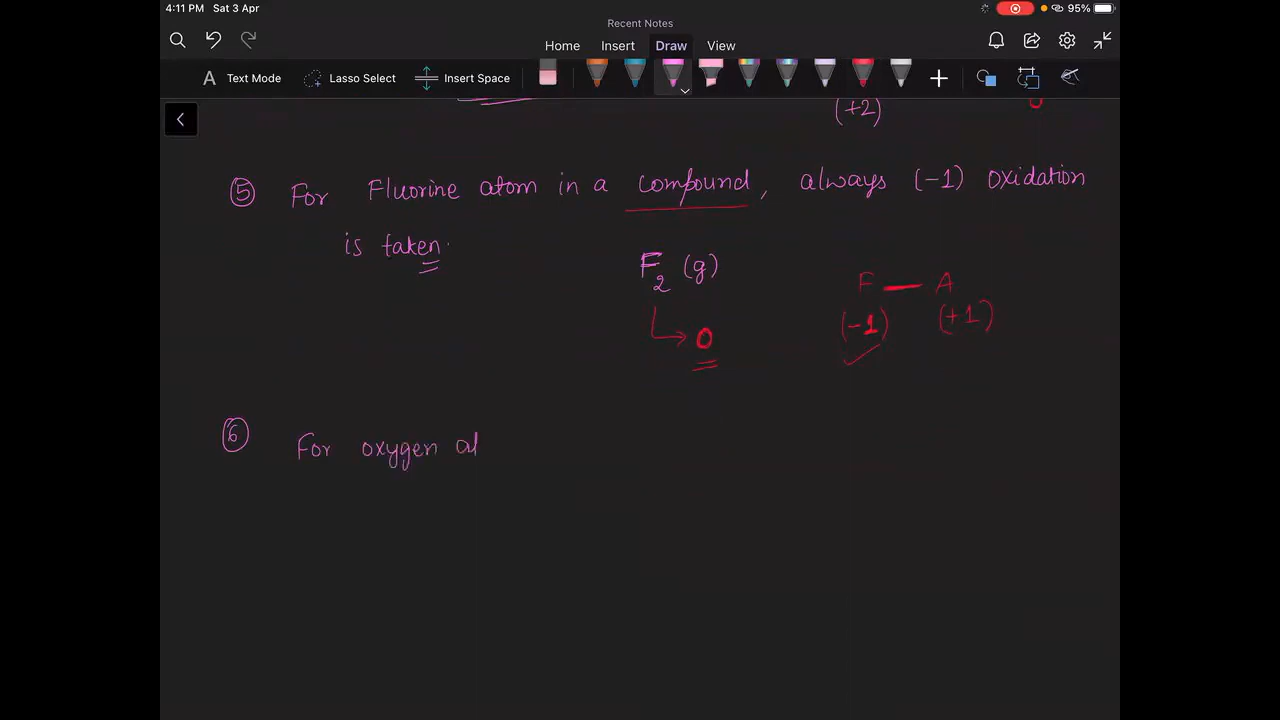 4:11 PM Sat 3 Apr
95%
Recent Notes
Home Insert Draw View
A Text Mode Lasso Select Insert Space
(+2)
⑤ For Fluorine atom in a compound, always (-1) oxidation
is taken.
F2 (g)
F — A
(-1) (+1)
0
⑥ For oxygen at